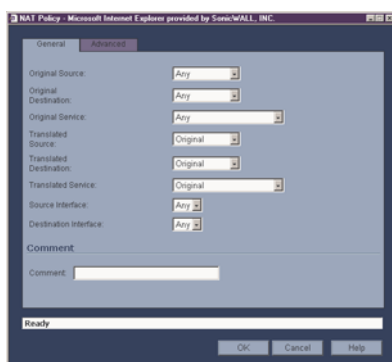 NAT Policy - Microsoft Internet Explorer provided by SonicWALL, INC.
General Advanced
Original Source: Any
Original
Destination: Any
Original Service: Any
Translated
Source: Original
Translated
Destination: Original
Translated Service: Original
Source Interface: Any
Destination Interface: Any
Comment
Comment:
Ready
OK Cancel Help